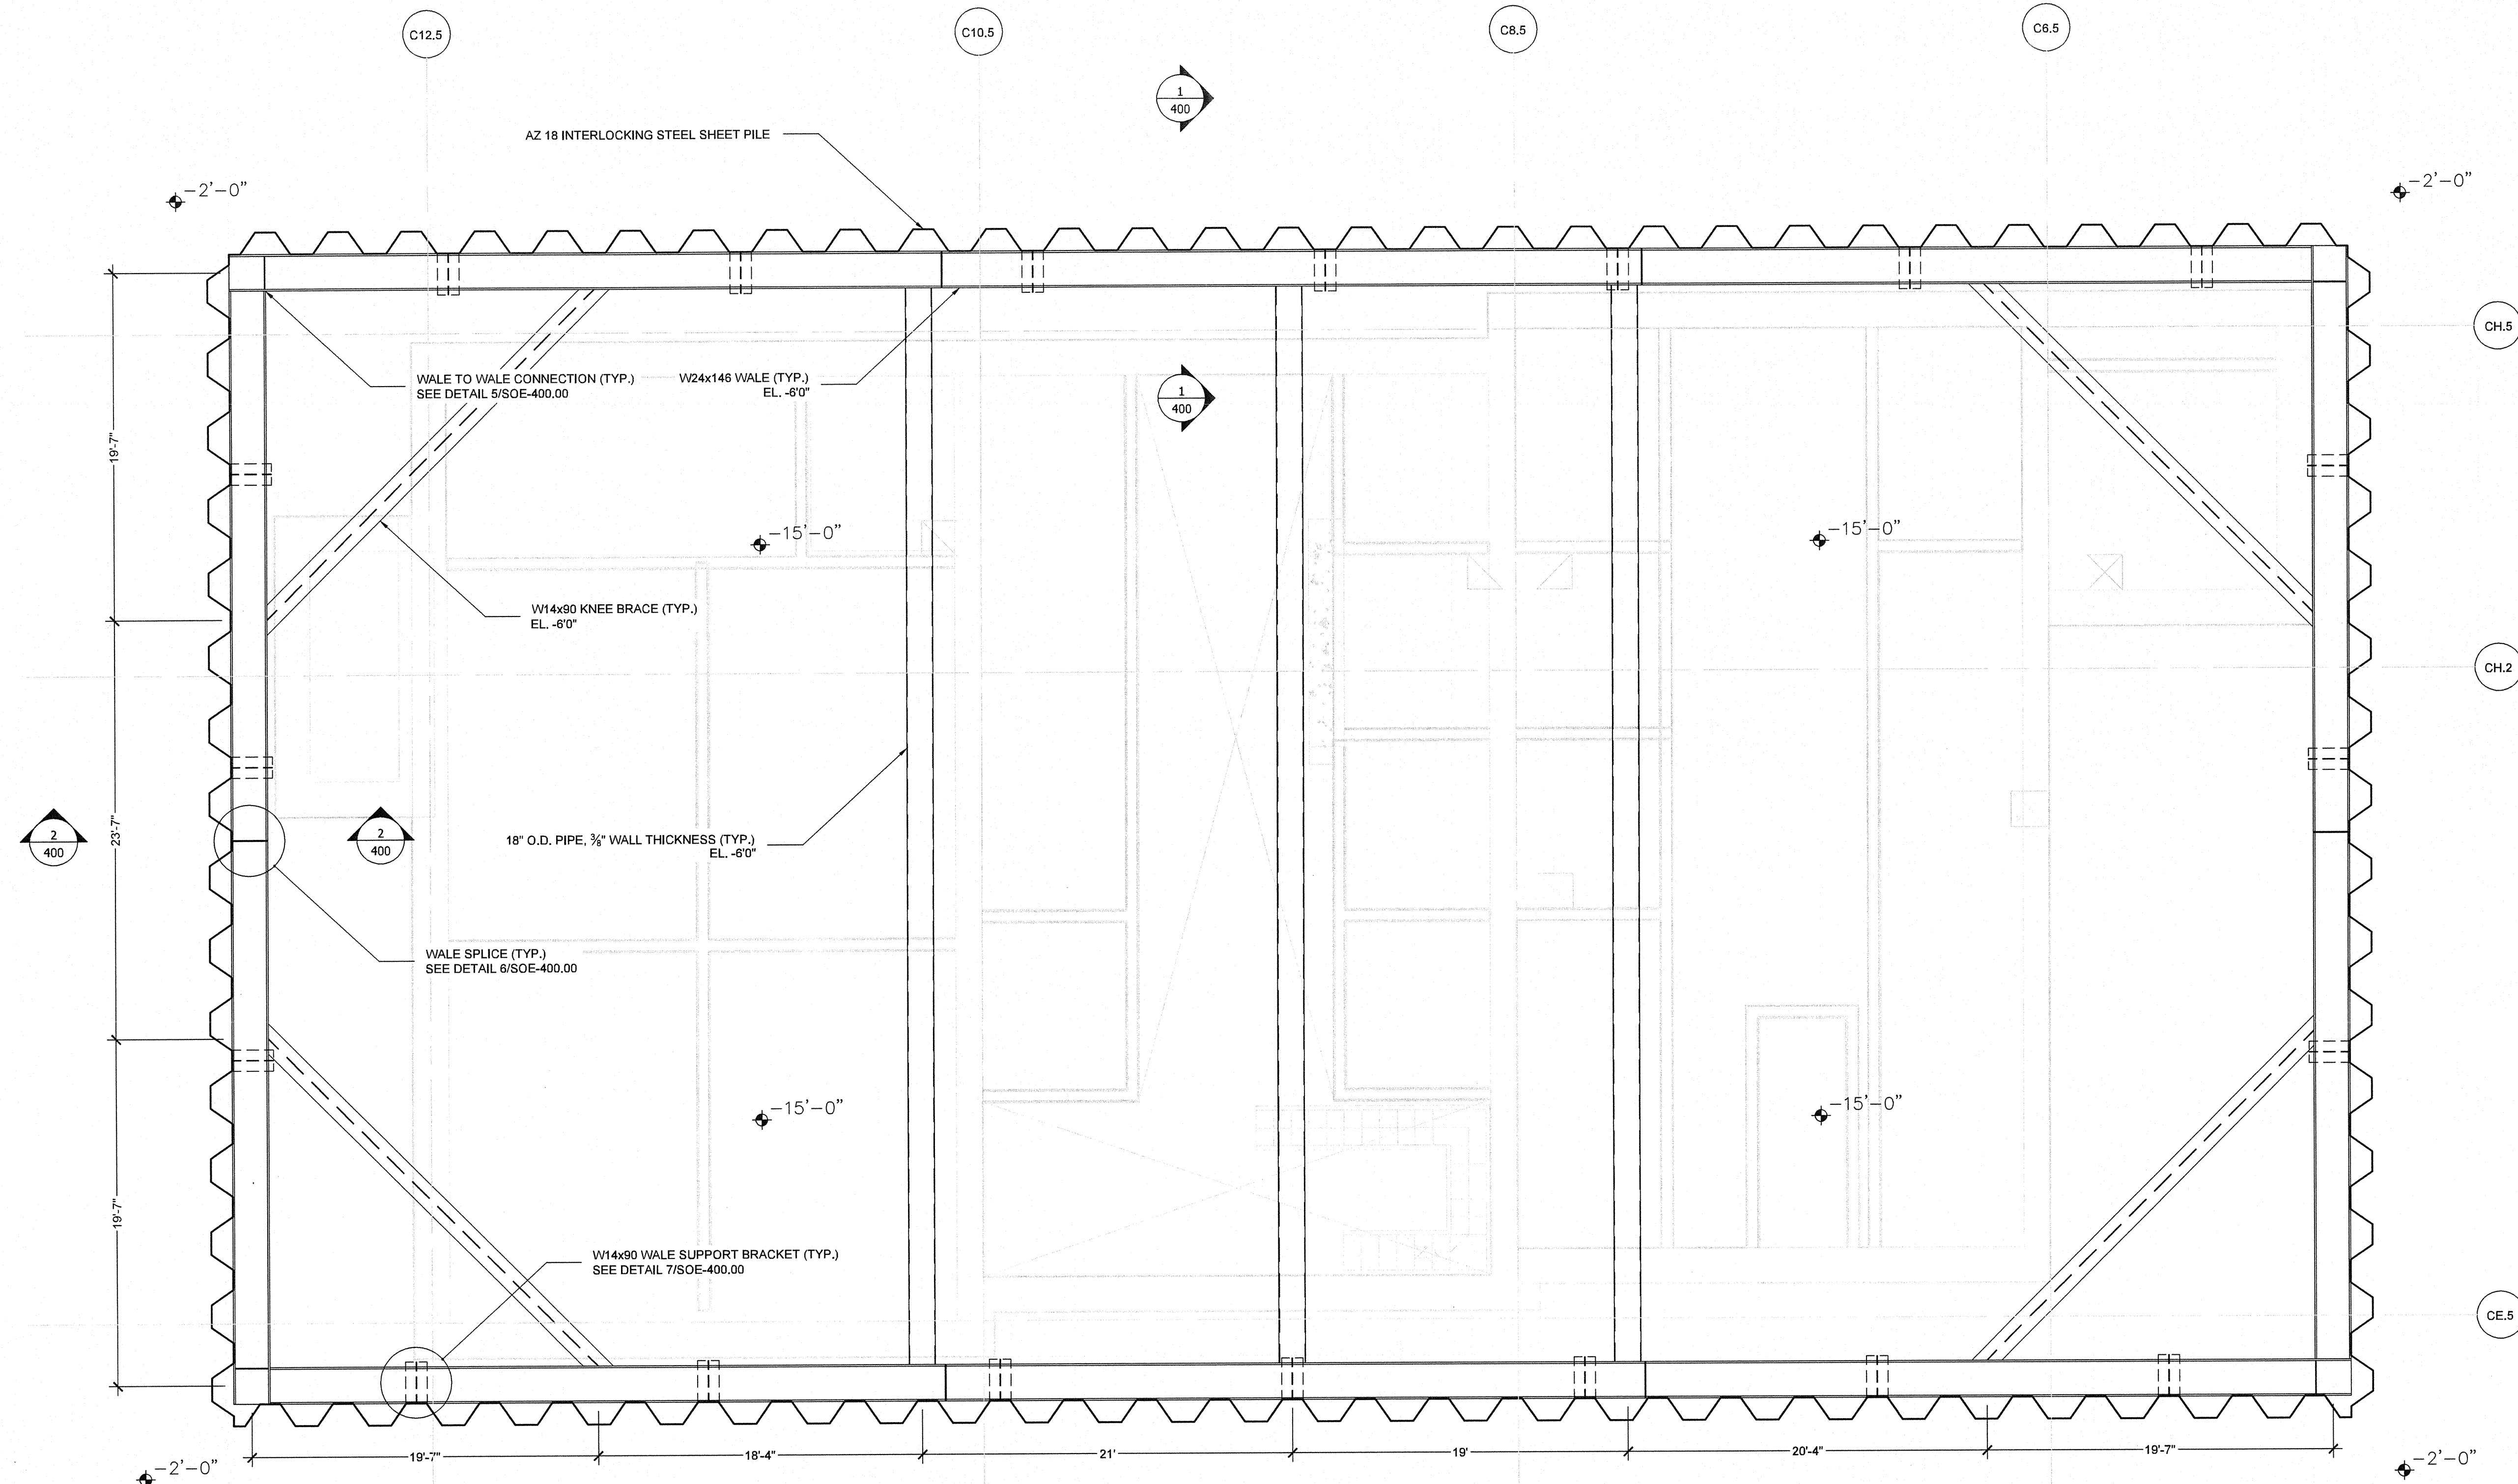 C12.5
C10.5
C8.5
C6.5
1
400
AZ 18 INTERLOCKING STEEL SHEET PILE
-2'-0"
-2'-0"
CH.5
WALE TO WALE CONNECTION (TYP.)
SEE DETAIL 5/SOE-400.00
W24x146 WALE (TYP.)
EL. -6'0"
1
400
19'-7"
-15'-0"
-15'-0"
W14x90 KNEE BRACE (TYP.)
EL. -6'0"
CH.2
23'-7"
2
400
2
400
18" O.D. PIPE, ⅜" WALL THICKNESS (TYP.)
EL. -6'0"
WALE SPLICE (TYP.)
SEE DETAIL 6/SOE-400.00
-15'-0"
-15'-0"
19'-7"
W14x90 WALE SUPPORT BRACKET (TYP.)
SEE DETAIL 7/SOE-400.00
CE.5
19'-7"
18'-4"
21'
19'
20'-4"
19'-7"
-2'-0"
-2'-0"